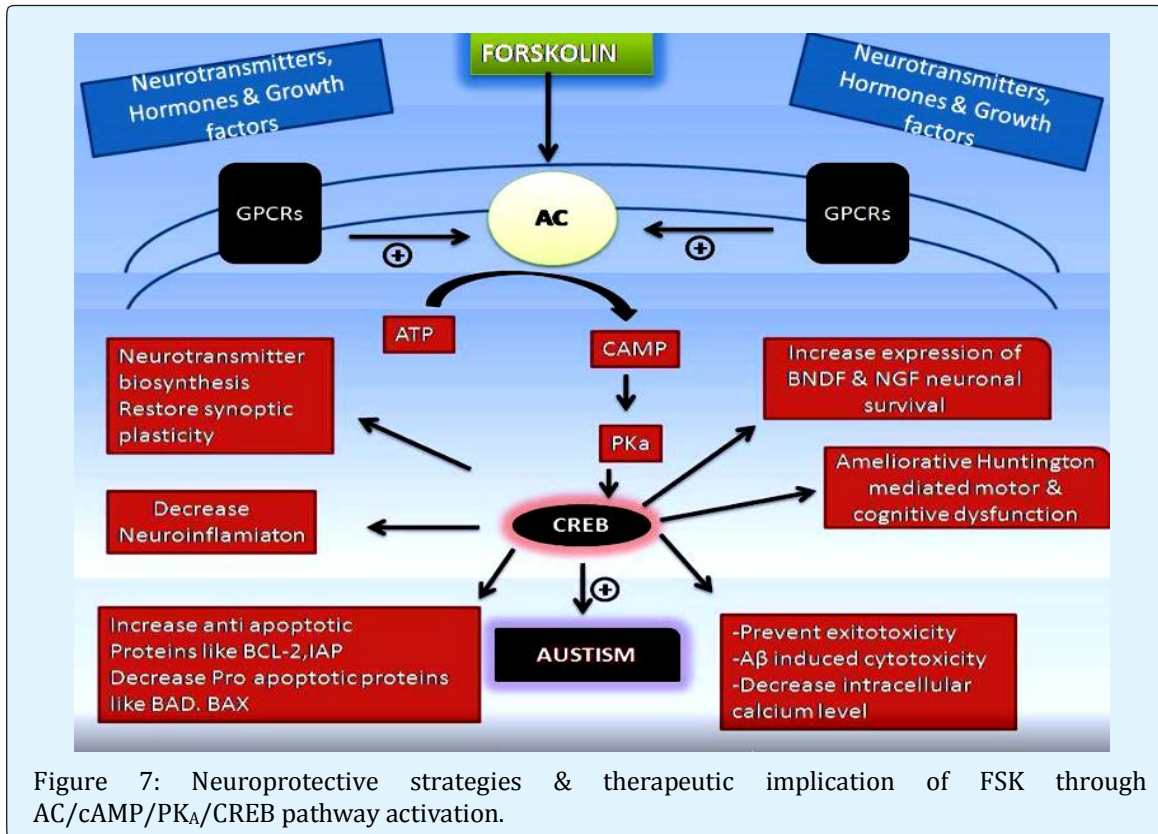 FORSKOLIN
Neurotransmitters,
Hormones & Growth
factors
Neurotransmitters,
Hormones & Growth
factors
GPCRs
AC
GPCRs
+
+
ATP
CAMP
Neurotransmitter
biosynthesis
Restore synoptic
plasticity
Increase expression of
BNDF & NGF neuronal
survival
PKa
Ameliorative Huntington
mediated motor &
cognitive dysfunction
Decrease
Neuroinflamiaton
CREB
+
Increase anti apoptotic
Proteins like BCL-2,IAP
Decrease Pro apoptotic proteins
like BAD. BAX
AUSTISM
-Prevent exitotoxicity
-Aβ induced cytotoxicity
-Decrease intracellular
calcium level
Figure 7: Neuroprotective strategies & therapeutic implication of FSK through
AC/cAMP/PKA/CREB pathway activation.